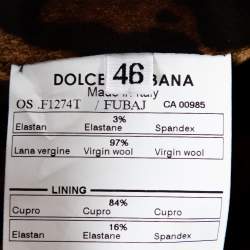 DOLCE 46 BANA
Made in Italy
OS .F1274T / FUBAJ CA 00985
3%
Elastan Elastane Spandex
97%
Lana vergine Virgin wool Virgin wool
LINING
84%
Cupro Cupro Cupro
16%
Elastan Elastane Spandex